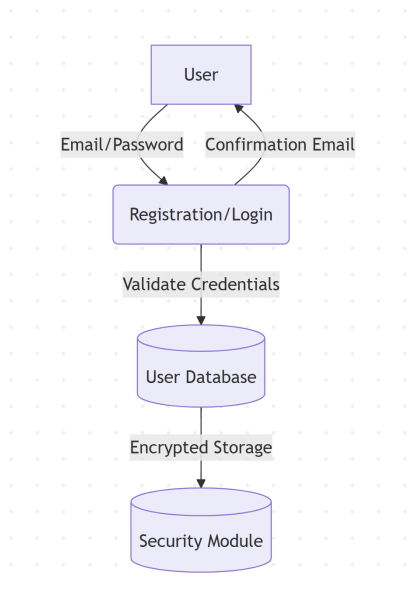 User
Email/Password
Confirmation Email
Registration/Login
Validate Credentials
User Database
Encrypted Storage
Security Module